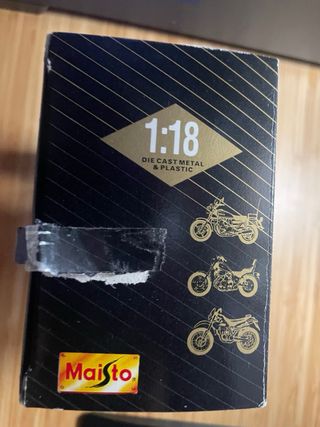 1:18
DIE CAST METAL
& PLASTIC
Maisto